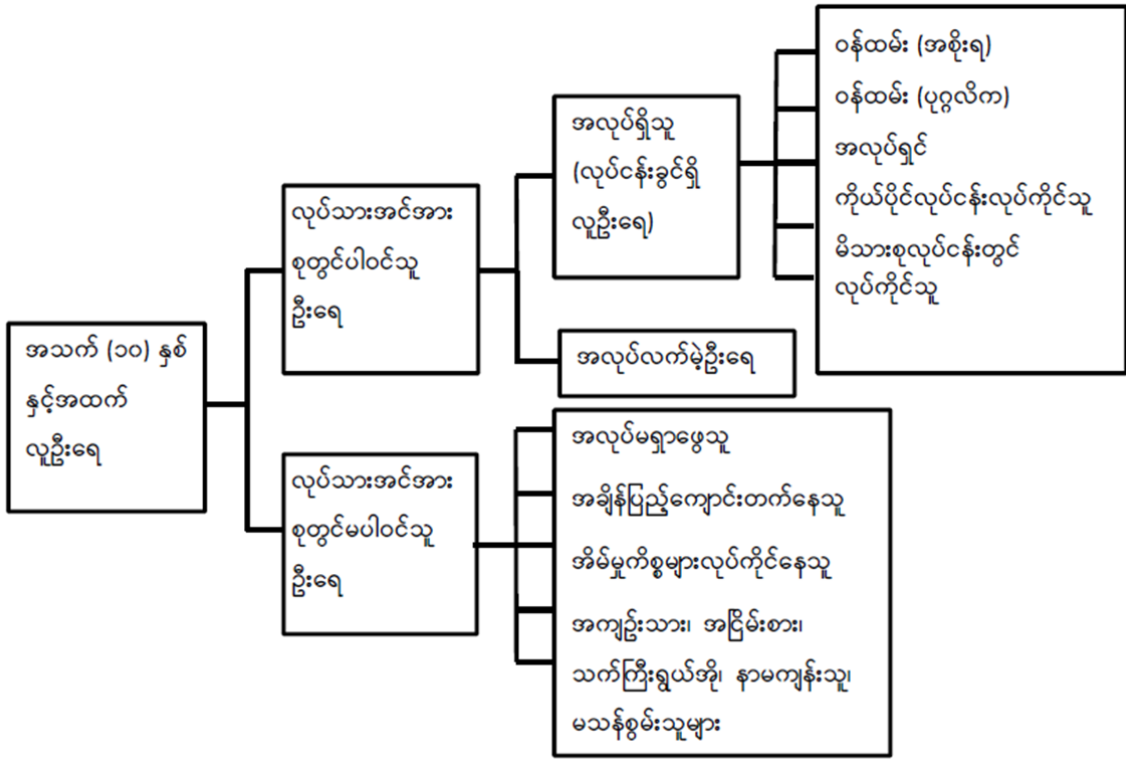 အသက် (၁၀) နှစ်
နှင့်အထက်
လူဦးရေ
လုပ်သားအင်အား
စုတွင်ပါဝင်သူ
ဦးရေ
အလုပ်ရှိသူ
(လုပ်ငန်းခွင်ရှိ
လူဦးရေ)
ဝန်ထမ်း (အစိုးရ)
ဝန်ထမ်း (ပုဂ္ဂလိက)
အလုပ်ရှင်
ကိုယ်ပိုင်လုပ်ငန်းလုပ်ကိုင်သူ
မိသားစုလုပ်ငန်းတွင်
လုပ်ကိုင်သူ
အလုပ်လက်မဲ့ဦးရေ
လုပ်သားအင်အား
စုတွင်မပါဝင်သူ
ဦးရေ
အလုပ်မရှာဖွေသူ
အချိန်ပြည့်ကျောင်းတက်နေသူ
အိမ်မှုကိစ္စများလုပ်ကိုင်နေသူ
အကျဉ်းသား၊ အငြိမ်းစား၊
သက်ကြီးရွယ်အို၊ နာမကျန်းသူ၊
မသန်စွမ်းသူများ